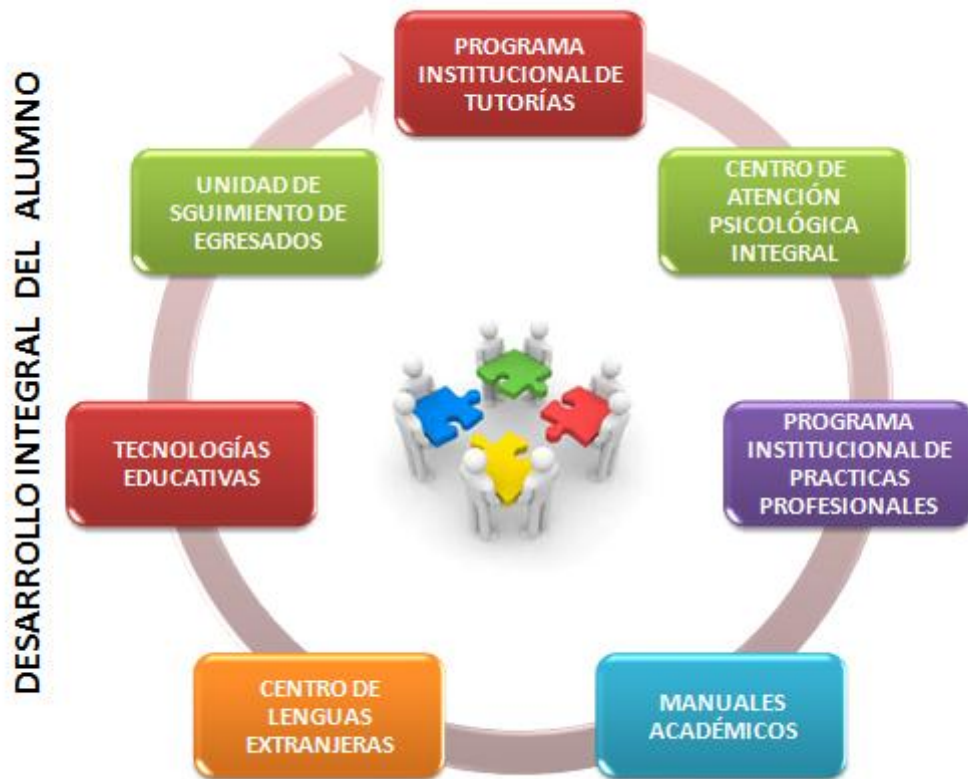 DESARROLLO INTEGRAL DEL ALUMNO
PROGRAMA
INSTITUCIONAL DE
TUTORÍAS
CENTRO DE
ATENCIÓN
PSICOLÓGICA
INTEGRAL
PROGRAMA
INSTITUCIONAL DE
PRACTICAS
PROFESIONALES
MANUALES
ACADÉMICOS
CENTRO DE
LENGUAS
EXTRANJERAS
TECNOLOGÍAS
EDUCATIVAS
UNIDAD DE
SGUIMIENTO DE
EGRESADOS